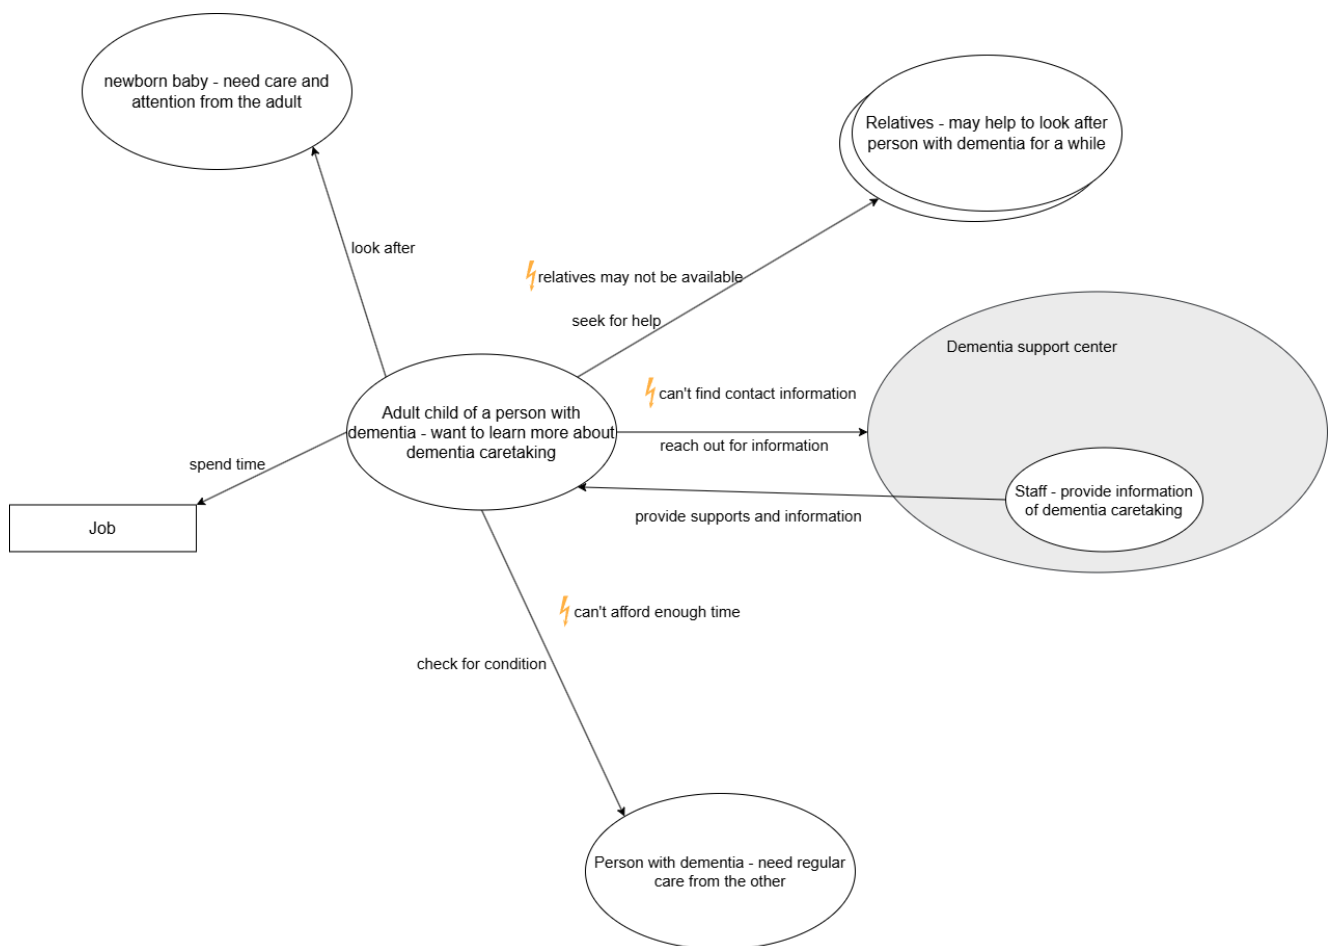 newborn baby - need care and
attention from the adult
Relatives - may help to look after
person with dementia for a while
look after
relatives may not be available
seek for help
Dementia support center
can't find contact information
Adult child of a person with
dementia - want to learn more about
dementia caretaking
reach out for information
spend time
Staff - provide information
of dementia caretaking
provide supports and information
Job
can't afford enough time
check for condition
Person with dementia - need regular
care from the other